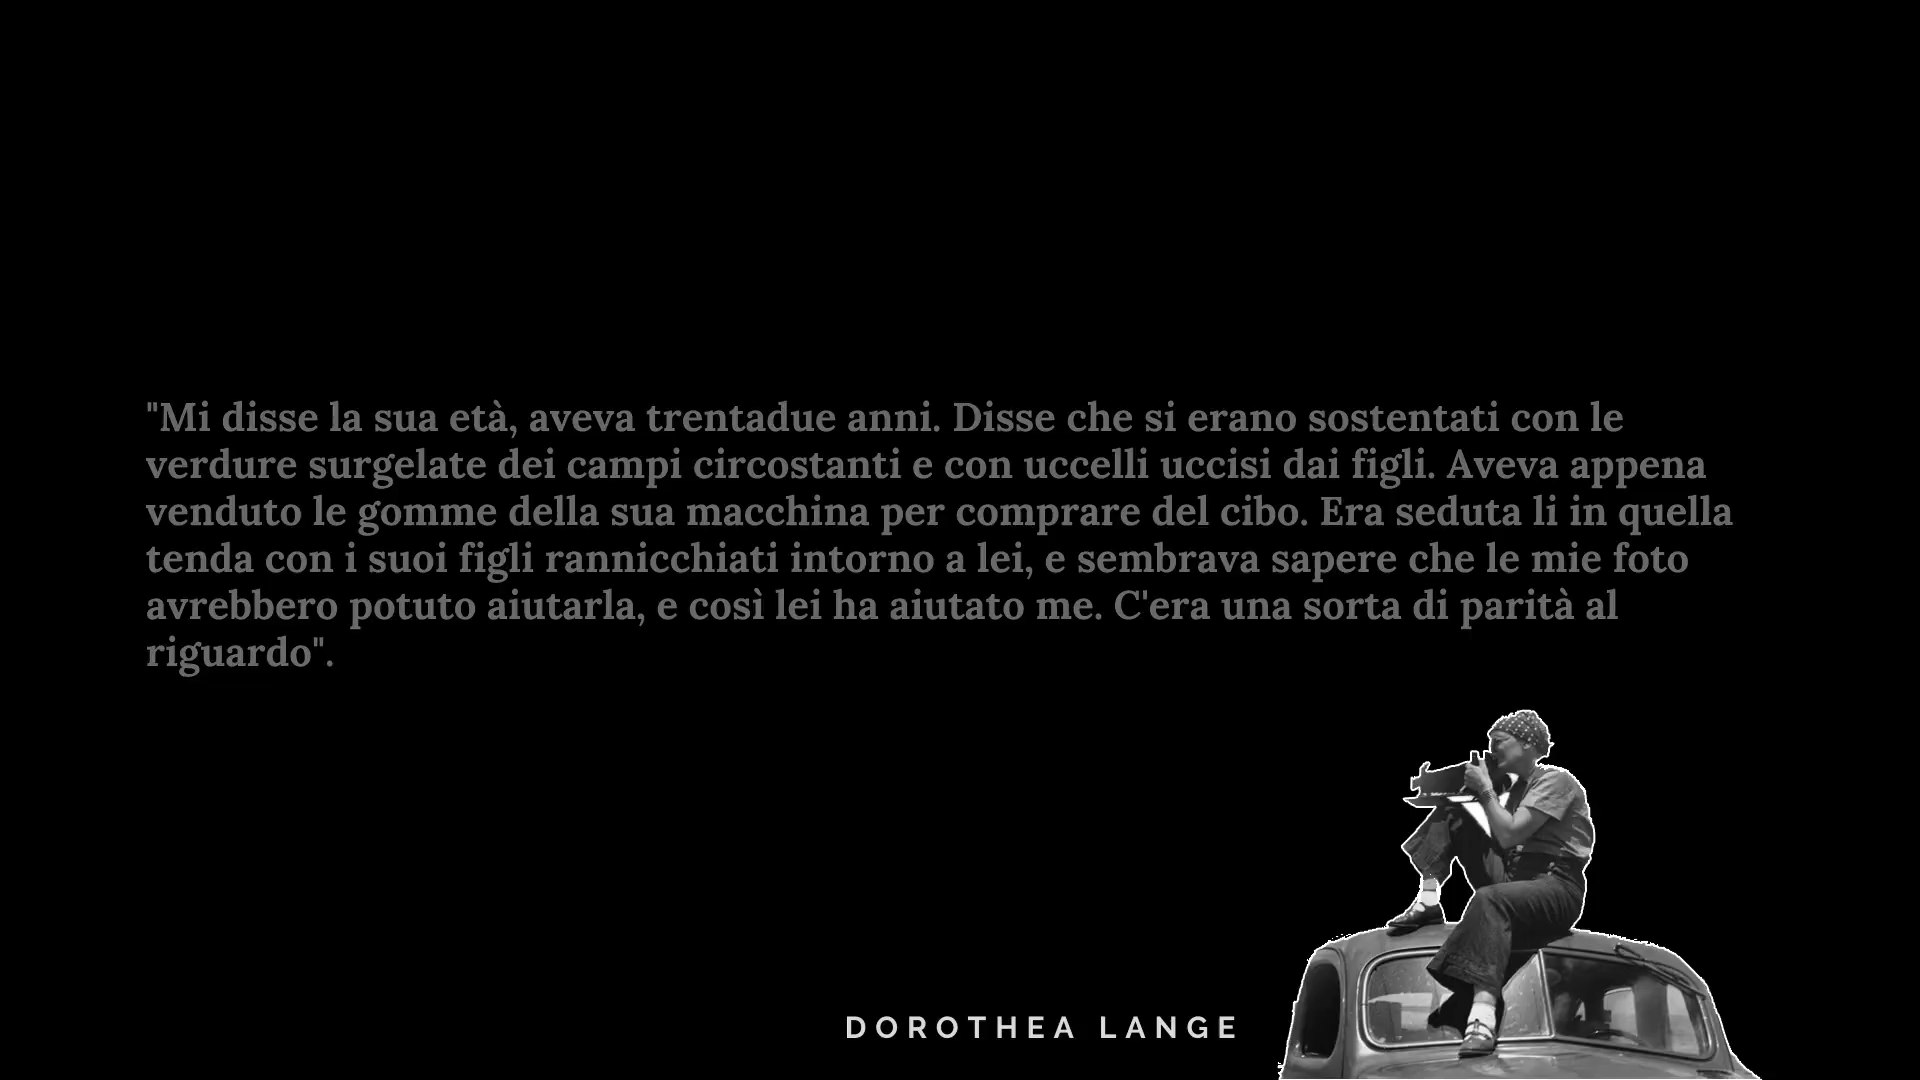 "Mi disse la sua età, aveva trentadue anni. Disse che si erano sostentati con le
verdure surgelate dei campi circostanti e con uccelli uccisi dai figli. Aveva appena
venduto le gomme della sua macchina per comprare del cibo. Era seduta li in quella
tenda con i suoi figli rannicchiati intorno a lei, e sembrava sapere che le mie foto
avrebbero potuto aiutarla, e così lei ha aiutato me. C'era una sorta di parità al
riguardo".
DOROTHEA LANGE